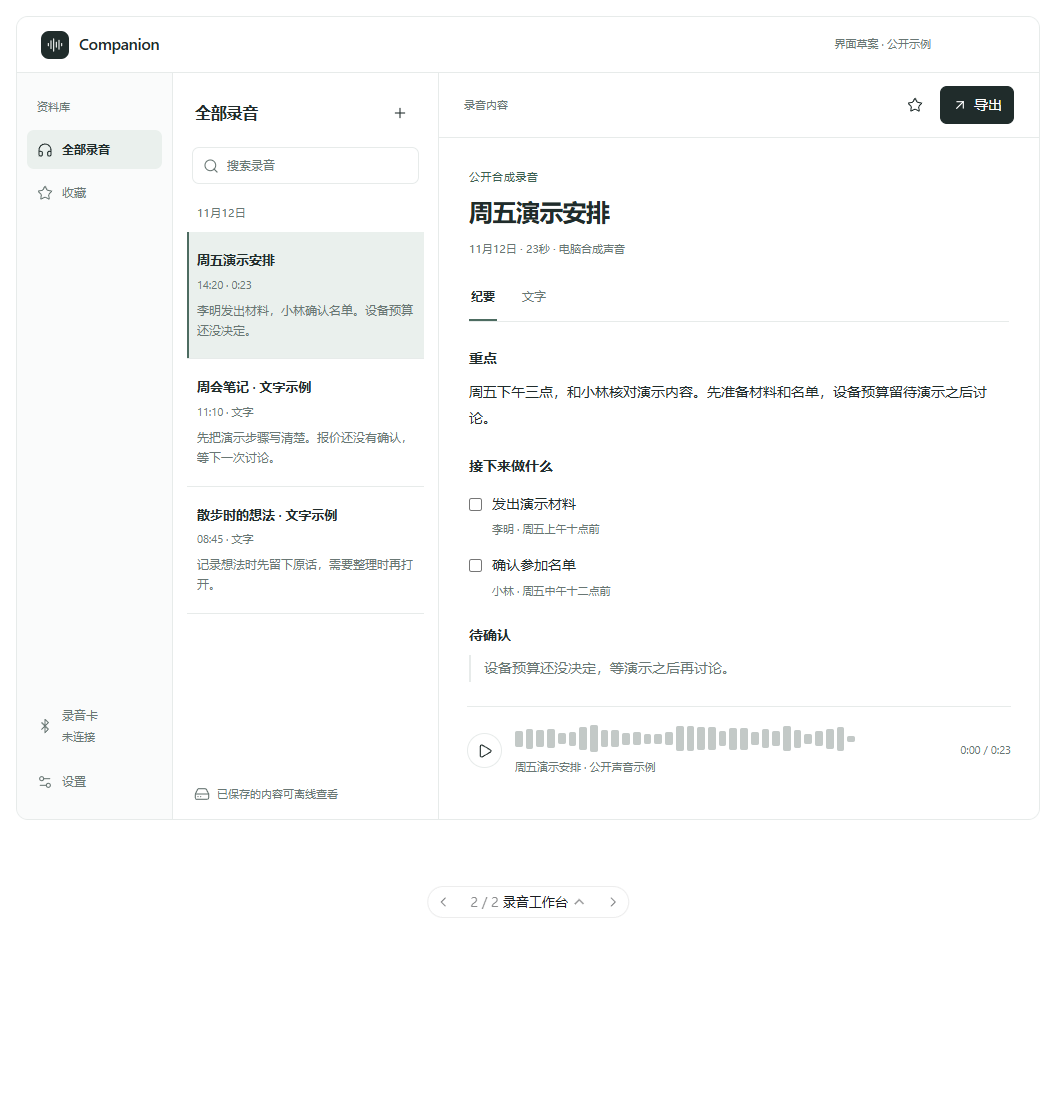 Companion
界面草案 · 公开示例
资料库
全部录音
收藏
录音卡
未连接
设置
全部录音
搜索录音
11月12日
周五演示安排
14:20 · 0:23
李明发出材料，小林确认名单。设备预算
还没决定。
周会笔记 · 文字示例
11:10 · 文字
先把演示步骤写清楚。报价还没有确认，
等下一次讨论。
散步时的想法 · 文字示例
08:45 · 文字
记录想法时先留下原话，需要整理时再打
开。
已保存的内容可离线查看
录音内容
导出
公开合成录音
周五演示安排
11月12日 · 23秒 · 电脑合成声音
纪要 文字
重点
周五下午三点，和小林核对演示内容。先准备材料和名单，设备预算留待演示之后讨
论。
接下来做什么
发出演示材料
李明 · 周五上午十点前
确认参加名单
小林 · 周五中午十二点前
待确认
设备预算还没决定，等演示之后再讨论。
周五演示安排 · 公开声音示例
0:00 / 0:23
2 / 2 录音工作台